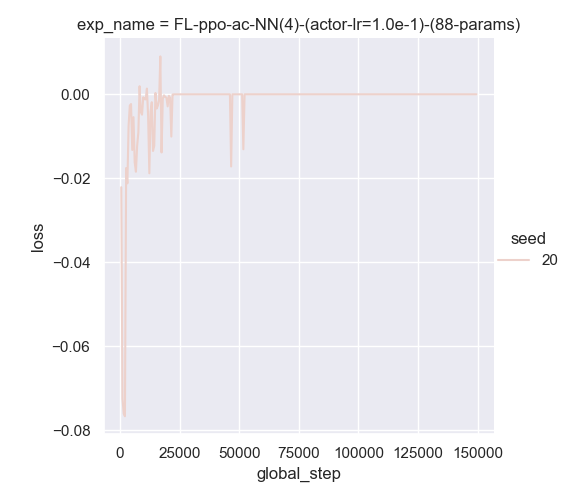 exp_name = FL-ppo-ac-NN(4)-(actor-lr=1.0e-1)-(88-params)
0.00
−0.02
−0.04
−0.06
−0.08
loss
0 25000 50000 75000 100000 125000 150000
global_step
seed
20